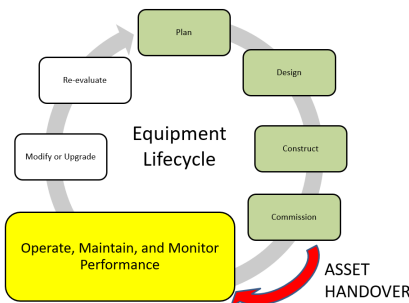 Plan
Design
Construct
Commission
ASSET
HANDOVER
Operate, Maintain, and Monitor
Performance
Modify or Upgrade
Re-evaluate
Equipment
Lifecycle